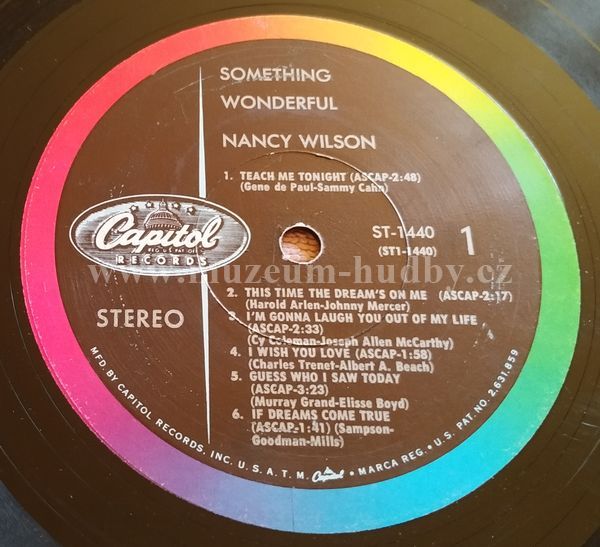 SOMETHING
WONDERFUL
NANCY WILSON
1. TEACH ME TONIGHT (ASCAP-2:48)
(Gene de Paul-Sammy Cahn)
Capitol
REG. U.S. PAT. OFF.
RECORDS
ST-1440
(ST1-1440)
1
www.muzeum-hudby.cz
STEREO
2. THIS TIME THE DREAM'S ON ME (ASCAP-2:17)
(Harold Arlen-Johnny Mercer)
3. I'M GONNA LAUGH YOU OUT OF MY LIFE
(ASCAP-2:33)
(Cy Coleman-Joseph Allen McCarthy)
4. I WISH YOU LOVE (ASCAP-1:58)
(Charles Trenet-Albert A. Beach)
5. GUESS WHO I SAW TODAY
(ASCAP-3:23)
(Murray Grand-Elisse Boyd)
6. IF DREAMS COME TRUE
(ASCAP-1:41) (Sampson-
Goodman-Mills)
MFD. BY CAPITOL RECORDS, INC. U.S.A. T.M. Capitol MARCA REG. • U.S. PAT. NO. 2,631,859